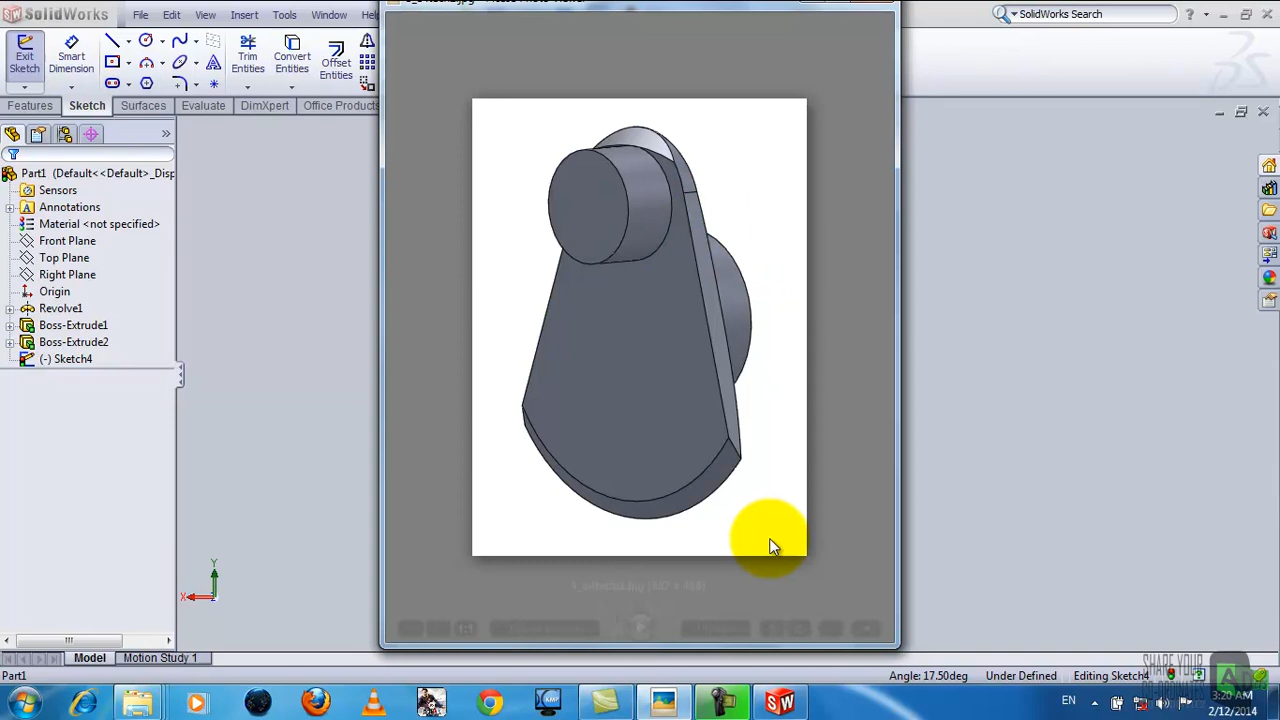 SolidWorks
File
Edit
View
Insert
Tools
Window
SolidWorks Search
Exit
Sketch
Smart
Dimension
Trim
Entities
Convert
Entities
Offset
Entities
Features
Sketch
Surfaces
Evaluate
DimXpert
Office Products
Part1 (Default<<Default>_Disp
Sensors
Annotations
Material <not specified>
Front Plane
Top Plane
Right Plane
Origin
Revolve1
Boss-Extrude1
Boss-Extrude2
(-) Sketch4
Y
X
Model
Motion Study 1
Part1
Angle: 17.50deg
Under Defined
Editing Sketch4
SHARE YOUR
EN
3:20 AM
2/12/2014